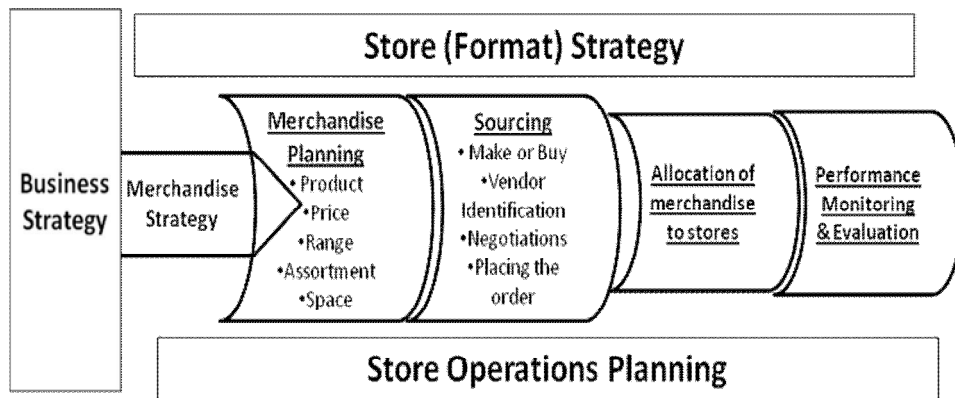 Store (Format) Strategy
Business
Strategy
Merchandise
Strategy
Merchandise
Planning
•Product
•Price
•Range
Assortment
•Space
Sourcing
• Make or Buy
•Vendor
Identification
•Negotiations
•Placing the
order
Allocation of
merchandise
to stores
Performance
Monitoring
& Evaluation
Store Operations Planning